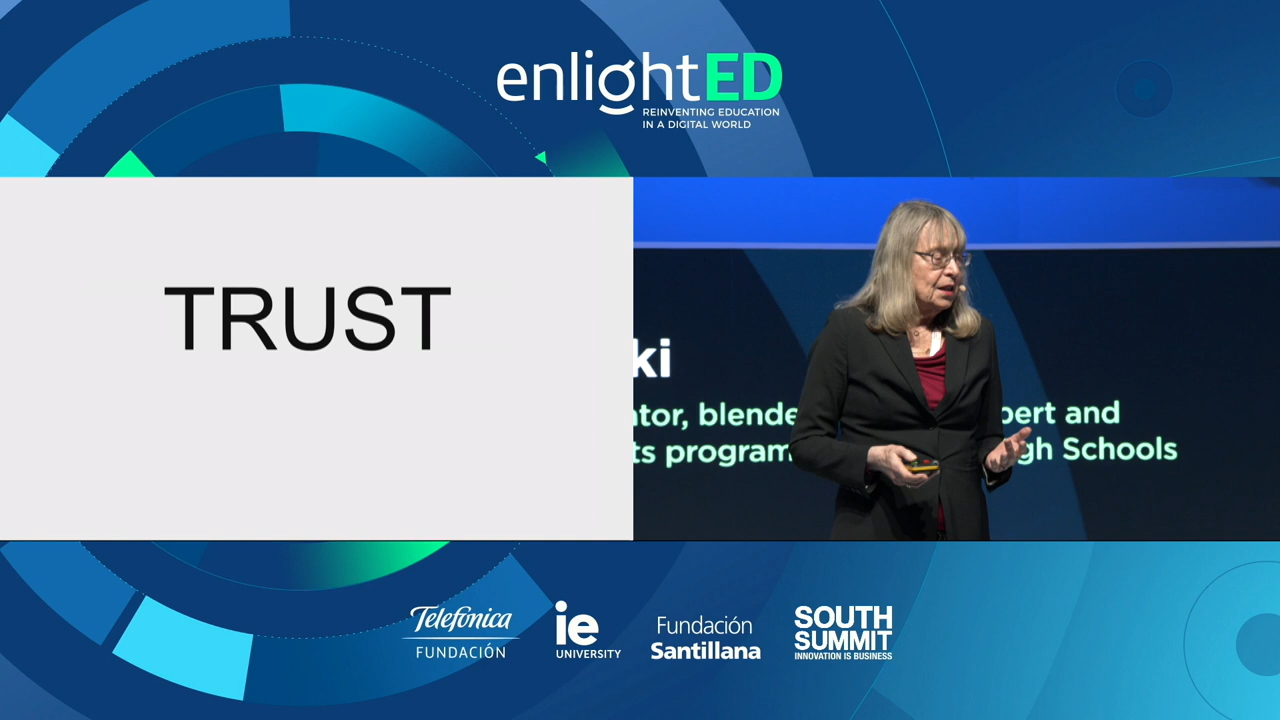 enlightED
REINVENTING EDUCATION
IN A DIGITAL WORLD
TRUST
ki
tor, blende pert and
ts program gh Schools
Telefónica
FUNDACIÓN
ie
UNIVERSITY
Fundación
Santillana
SOUTH
SUMMIT
INNOVATION IS BUSINESS